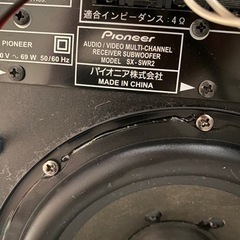 適合インピーダンス：4Ω
PIONEER
V ~ 69 W 50/60 Hz
Pioneer
AUDIO / VIDEO MULTI-CHANNEL
RECEIVER SUBWOOFER
MODEL SX-SWR2
パイオニア株式会社
MADE IN CHINA